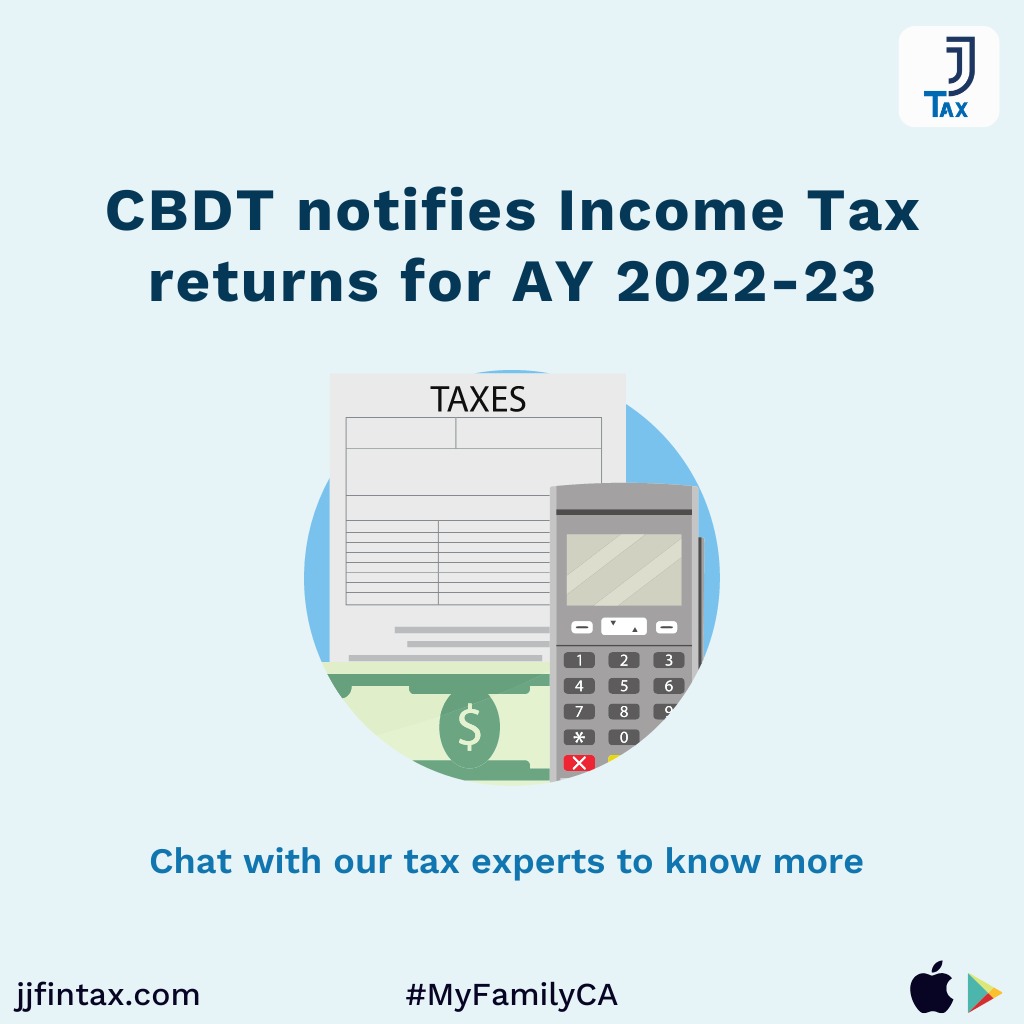 J
Tax
CBDT notifies Income Tax
returns for AY 2022-23
TAXES
1 2 3
4 5 6
7 8 9
* 0
$
Chat with our tax experts to know more
jjfintax.com
#MyFamilyCA